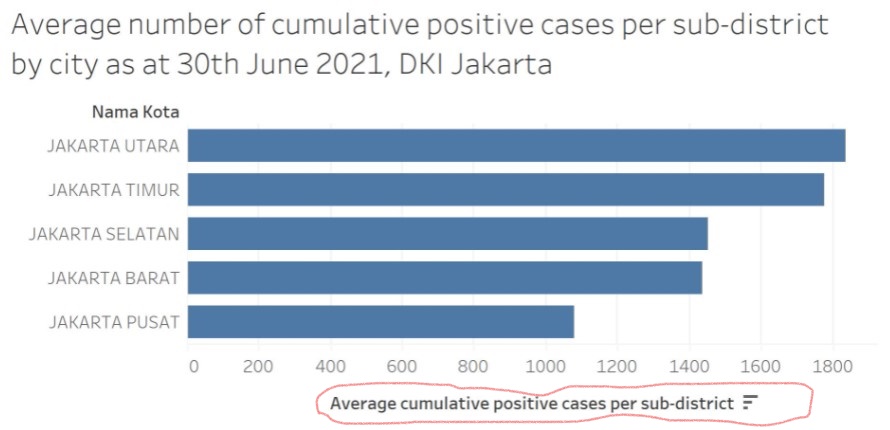 Average number of cumulative positive cases per sub-district
by city as at 30th June 2021, DKI Jakarta
Nama Kota
JAKARTA UTARA
JAKARTA TIMUR
JAKARTA SELATAN
JAKARTA BARAT
JAKARTA PUSAT
0 200 400 600 800 1000 1200 1400 1600 1800
Average cumulative positive cases per sub-district